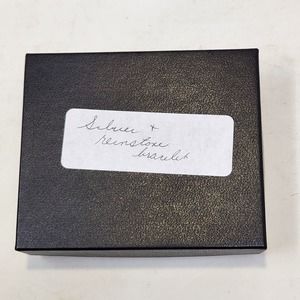 Silver +
reinstone
bracelet